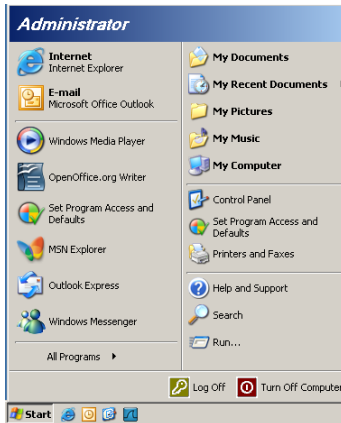 Administrator
Internet
Internet Explorer
E-mail
Microsoft Office Outlook
Windows Media Player
OpenOffice.org Writer
Set Program Access and
Defaults
MSN Explorer
Outlook Express
Windows Messenger
All Programs
My Documents
My Recent Documents
My Pictures
My Music
My Computer
Control Panel
Set Program Access and
Defaults
Printers and Faxes
Help and Support
Search
Run...
Log Off
Turn Off Computer
Start